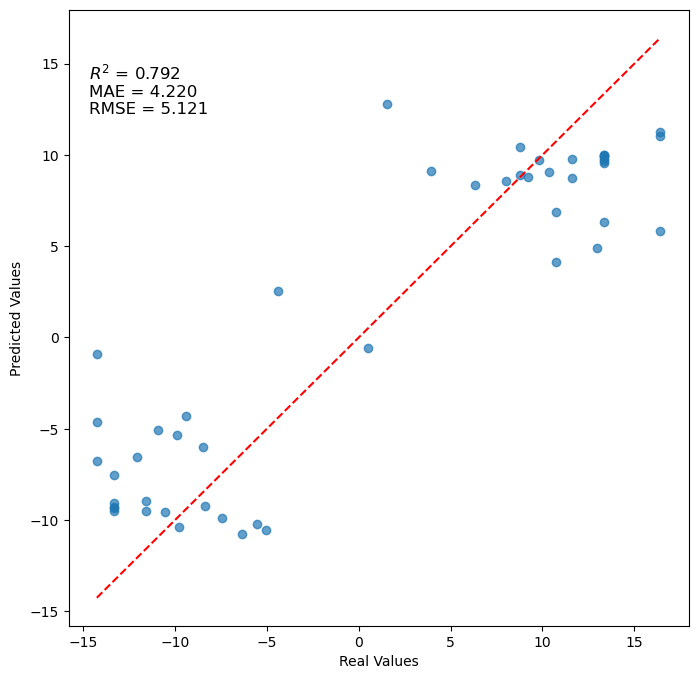 R² = 0.792
MAE = 4.220
RMSE = 5.121
15
10
5
0
−5
−10
−15
Predicted Values
−15 −10 −5 0 5 10 15
Real Values